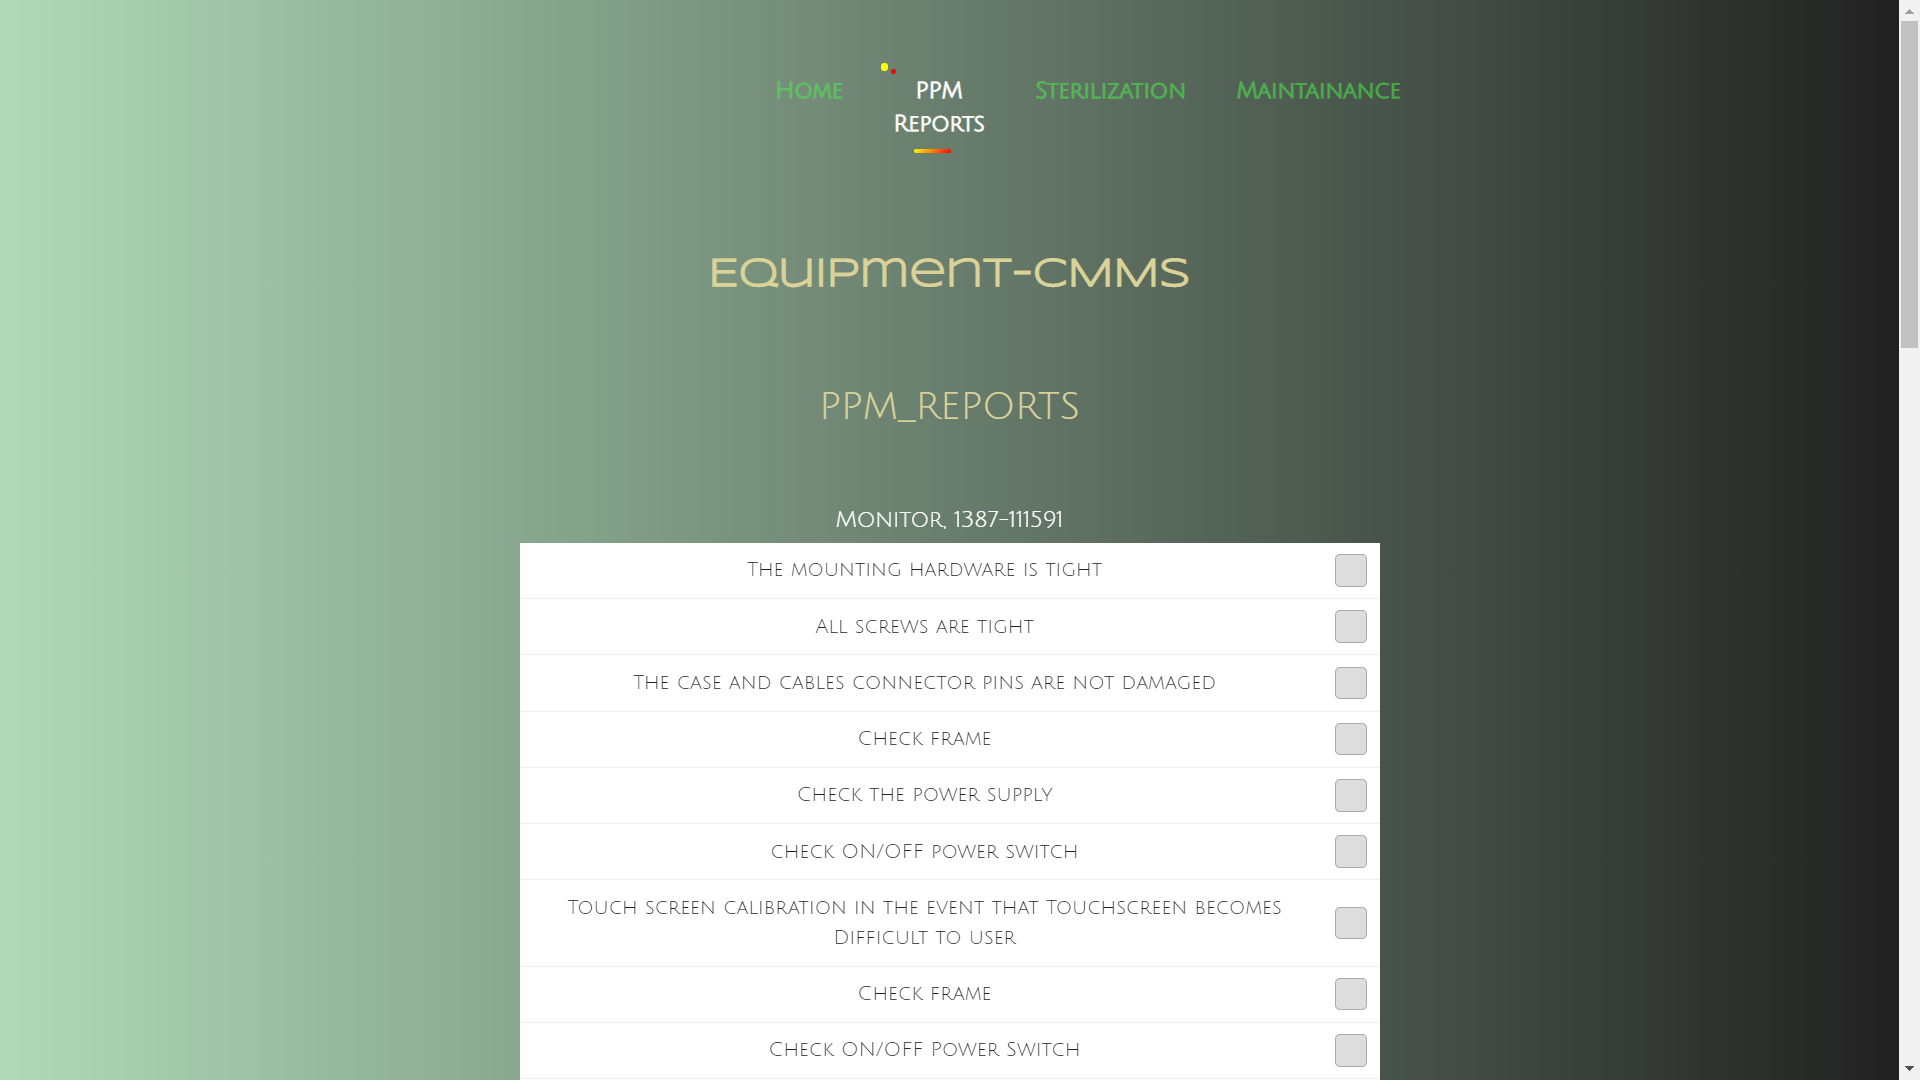 Home
PPM
Reports
Sterilization
Maintainance
Equipment-CMMS
PPM_REPORTS
Monitor, 1387-111591
The mounting hardware is tight
All screws are tight
The case and cables connector pins are not damaged
Check frame
Check the power supply
check ON/OFF power switch
Touch screen calibration in the event that Touchscreen becomes
Difficult to user
Check frame
Check ON/OFF Power Switch